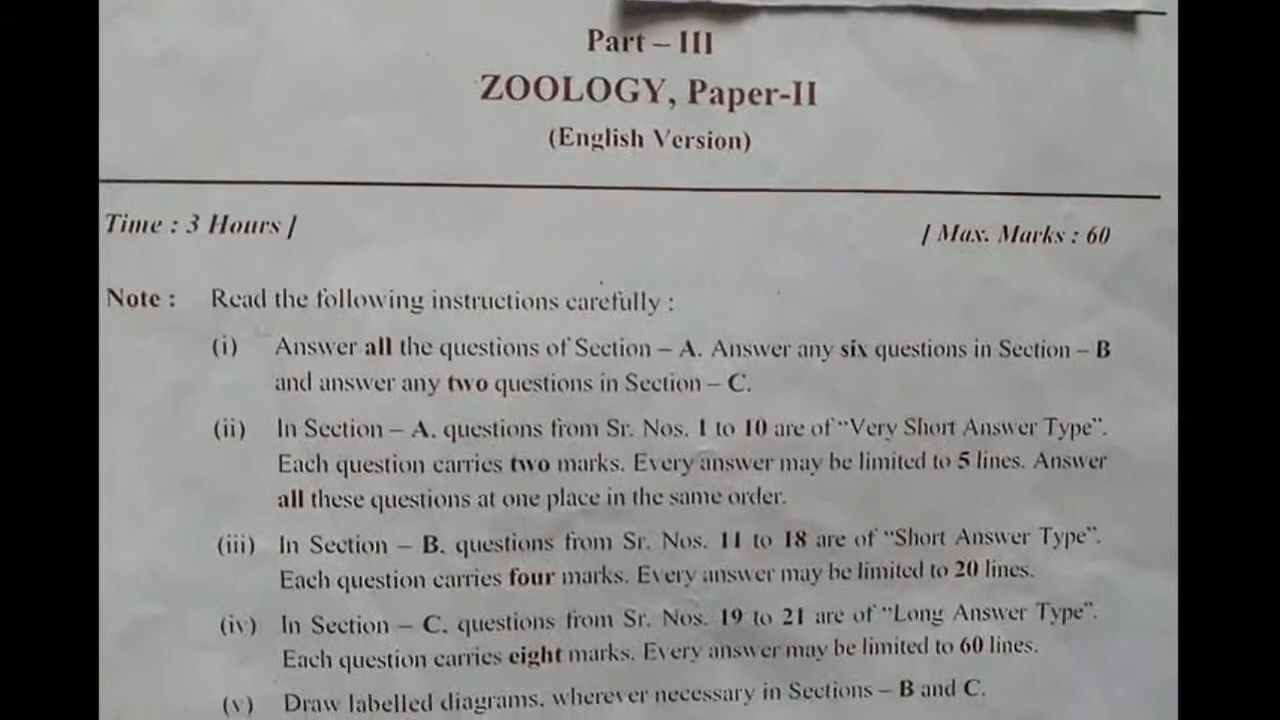 Part – III
ZOOLOGY, Paper-II
(English Version)
Time : 3 Hours ]
[ Max. Marks : 60
Note : Read the following instructions carefully :
(i) Answer all the questions of Section – A. Answer any six questions in Section – B
and answer any two questions in Section – C.
(ii) In Section – A, questions from Sr. Nos. 1 to 10 are of "Very Short Answer Type".
Each question carries two marks. Every answer may be limited to 5 lines. Answer
all these questions at one place in the same order.
(iii) In Section – B, questions from Sr. Nos. 11 to 18 are of "Short Answer Type".
Each question carries four marks. Every answer may be limited to 20 lines.
(iv) In Section – C, questions from Sr. Nos. 19 to 21 are of "Long Answer Type".
Each question carries eight marks. Every answer may be limited to 60 lines.
(v) Draw labelled diagrams, wherever necessary in Sections – B and C.